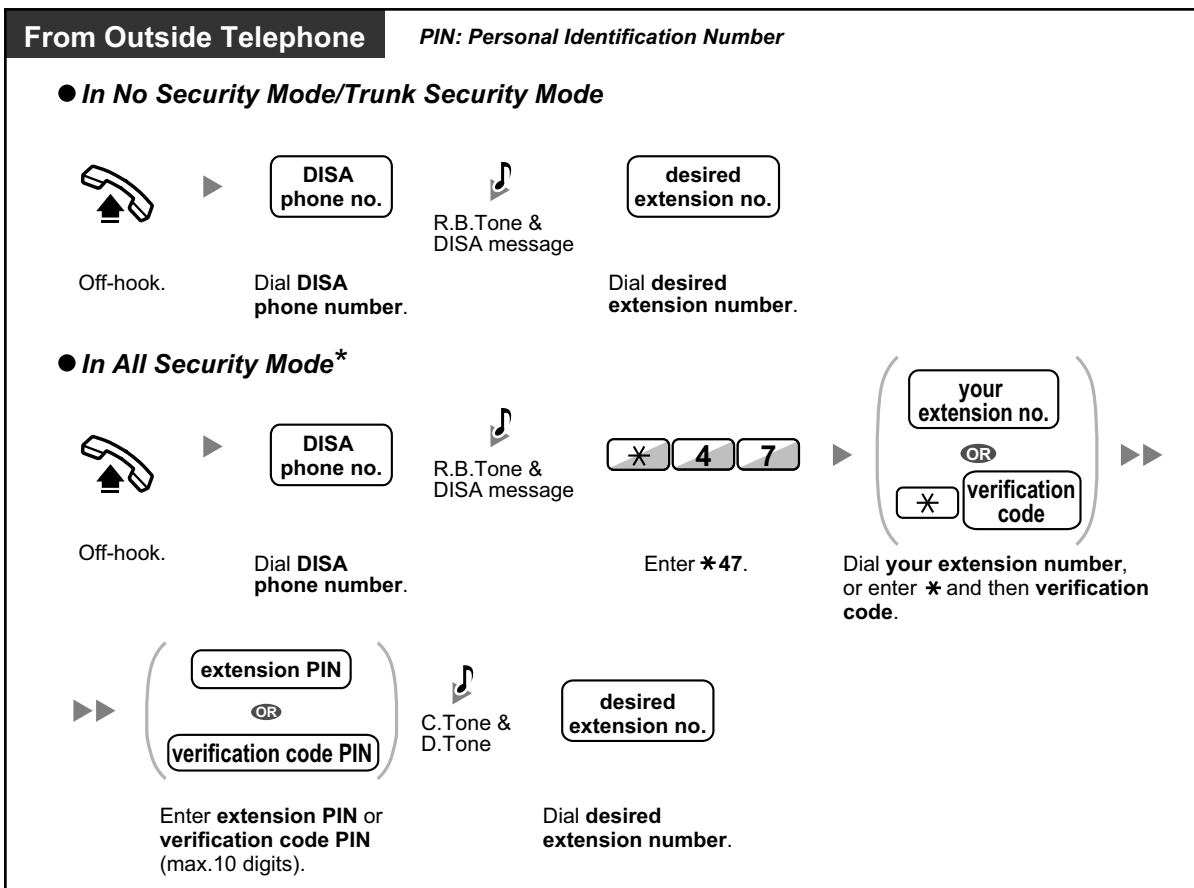 From Outside Telephone
PIN: Personal Identification Number
● In No Security Mode/Trunk Security Mode
DISA
phone no.
R.B.Tone &
DISA message
desired
extension no.
Off-hook.
Dial DISA
phone number.
Dial desired
extension number.
● In All Security Mode*
DISA
phone no.
R.B.Tone &
DISA message
* 4 7
your
extension no.
OR
* verification
code
Off-hook.
Dial DISA
phone number.
Enter *47.
Dial your extension number,
or enter * and then verification
code.
extension PIN
OR
verification code PIN
C.Tone &
D.Tone
desired
extension no.
Enter extension PIN or
verification code PIN
(max.10 digits).
Dial desired
extension number.